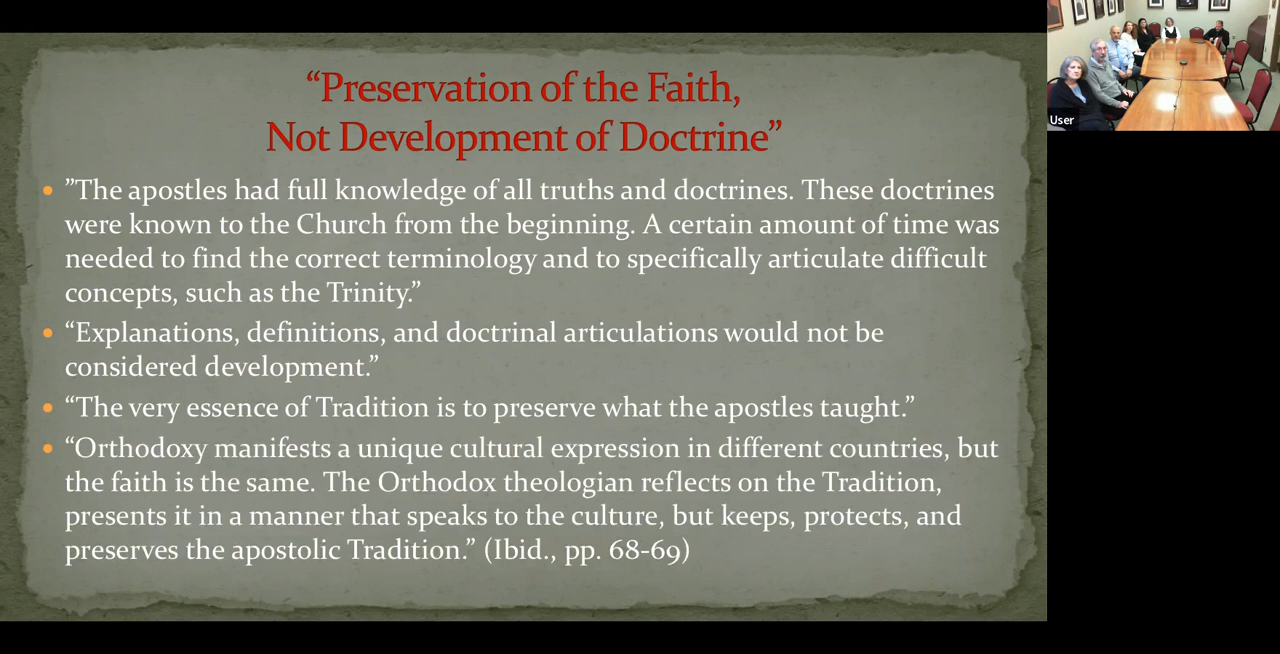 “Preservation of the Faith,
Not Development of Doctrine”
• ”The apostles had full knowledge of all truths and doctrines. These doctrines
were known to the Church from the beginning. A certain amount of time was
needed to find the correct terminology and to specifically articulate difficult
concepts, such as the Trinity.”
• “Explanations, definitions, and doctrinal articulations would not be
considered development.”
• “The very essence of Tradition is to preserve what the apostles taught.”
• “Orthodoxy manifests a unique cultural expression in different countries, but
the faith is the same. The Orthodox theologian reflects on the Tradition,
presents it in a manner that speaks to the culture, but keeps, protects, and
preserves the apostolic Tradition.” (Ibid., pp. 68-69)
User